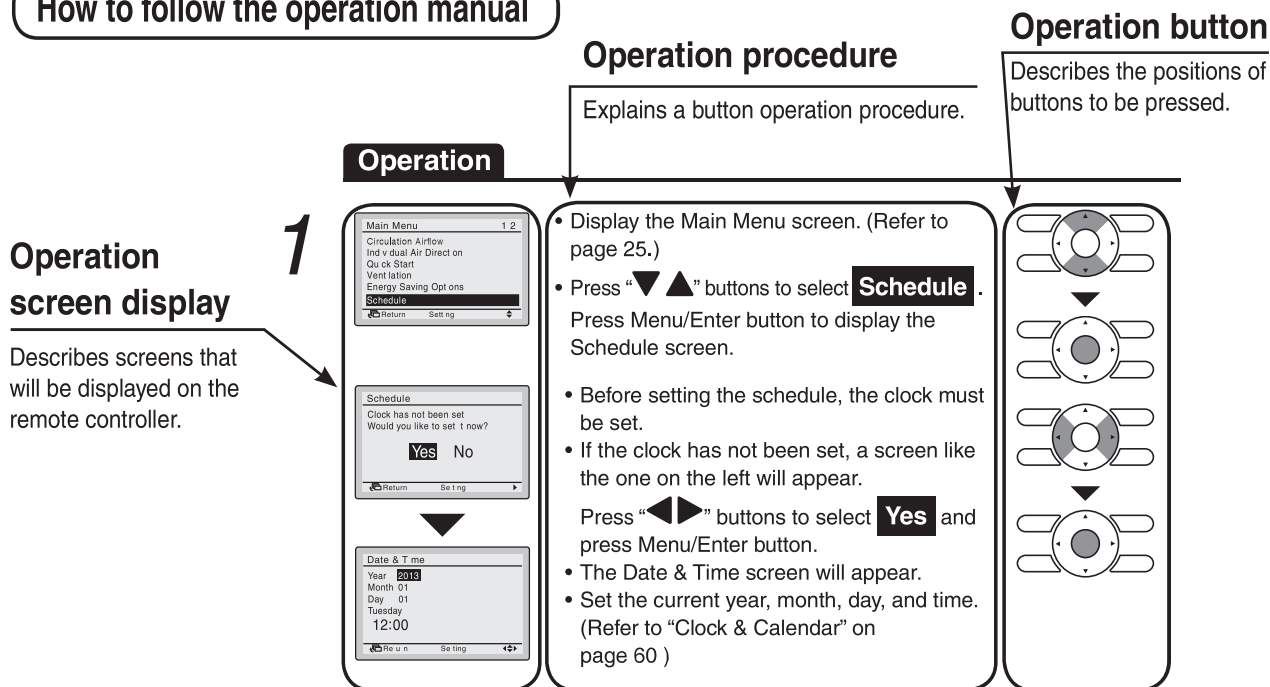 How to follow the operation manual
Operation button
Describes the positions of
buttons to be pressed.
Operation procedure
Explains a button operation procedure.
Operation
Operation
screen display
Describes screens that
will be displayed on the
remote controller.
1
Main Menu 1 2
Circulation Airflow
Ind v dual Air Direct on
Qu ck Start
Vent lation
Energy Saving Opt ons
Schedule
Return Sett ng
• Display the Main Menu screen. (Refer to
page 25.)
• Press “▼ ▲” buttons to select Schedule .
Press Menu/Enter button to display the
Schedule screen.
Schedule
Clock has not been set
Would you like to set t now?
Yes No
Return Se t ng
• Before setting the schedule, the clock must
be set.
• If the clock has not been set, a screen like
the one on the left will appear.
Press “◀ ▶” buttons to select Yes and
press Menu/Enter button.
• The Date & Time screen will appear.
• Set the current year, month, day, and time.
(Refer to “Clock & Calendar” on
page 60 )
Date & T me
Year 2013
Month 01
Day 01
Tuesday
12:00
Re u n Se ting